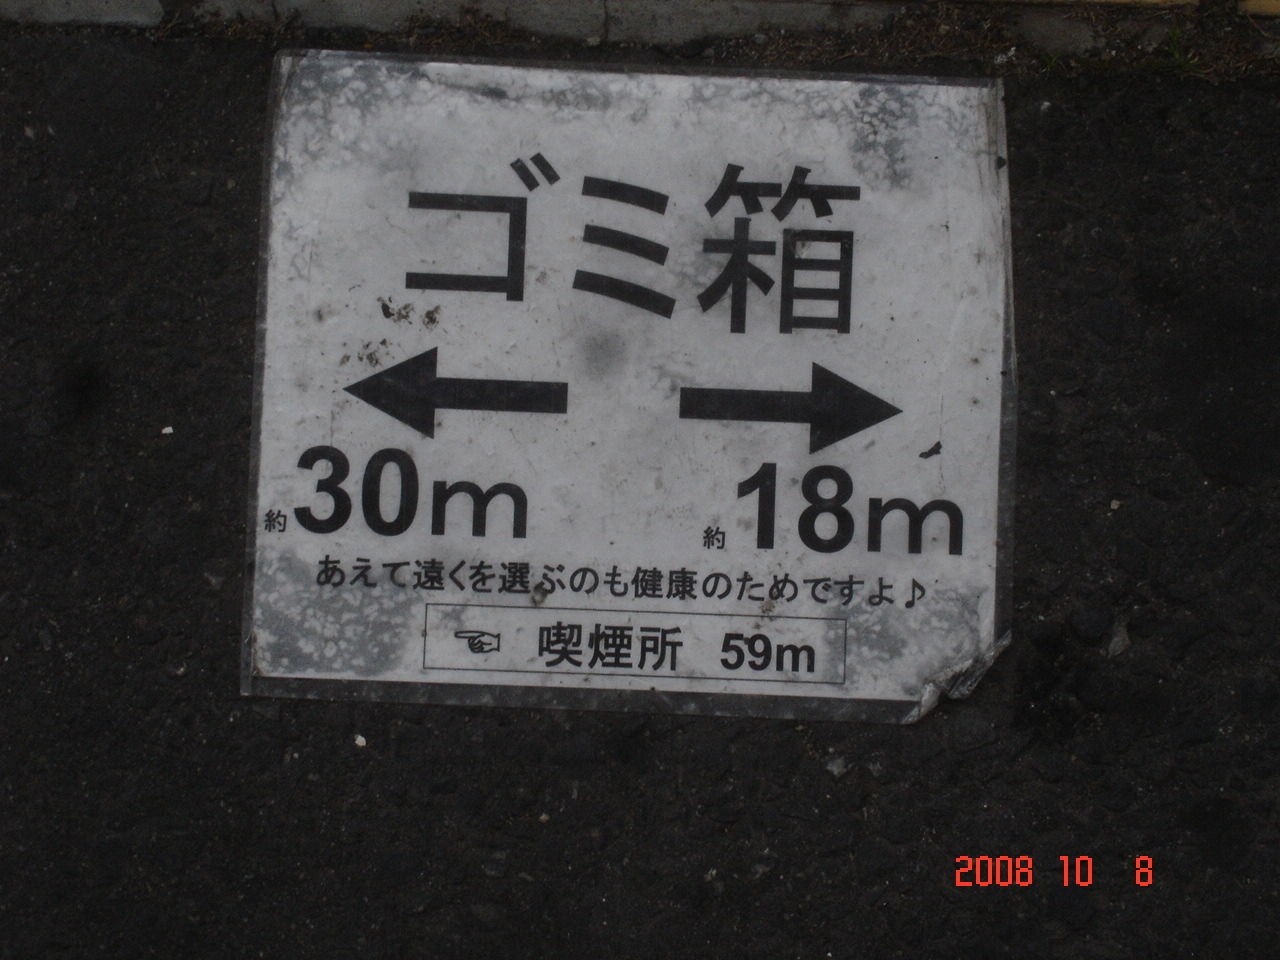 ゴミ箱
← →
約30m 約18m
あえて遠くを選ぶのも健康のためですよ♪
☜ 喫煙所 59m
2008 10 8